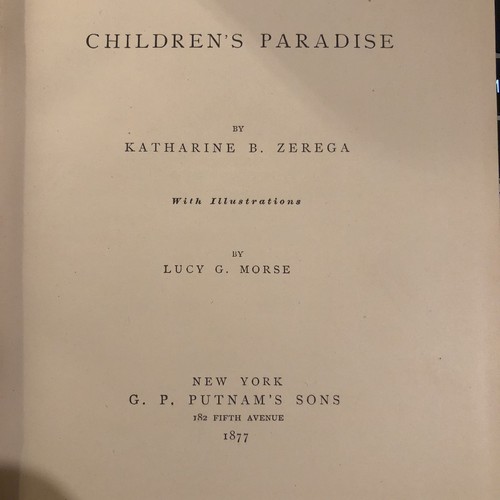 CHILDREN'S PARADISE
BY
KATHARINE B. ZEREGA
With Illustrations
BY
LUCY G. MORSE
NEW YORK
G. P. PUTNAM'S SONS
182 FIFTH AVENUE
1877